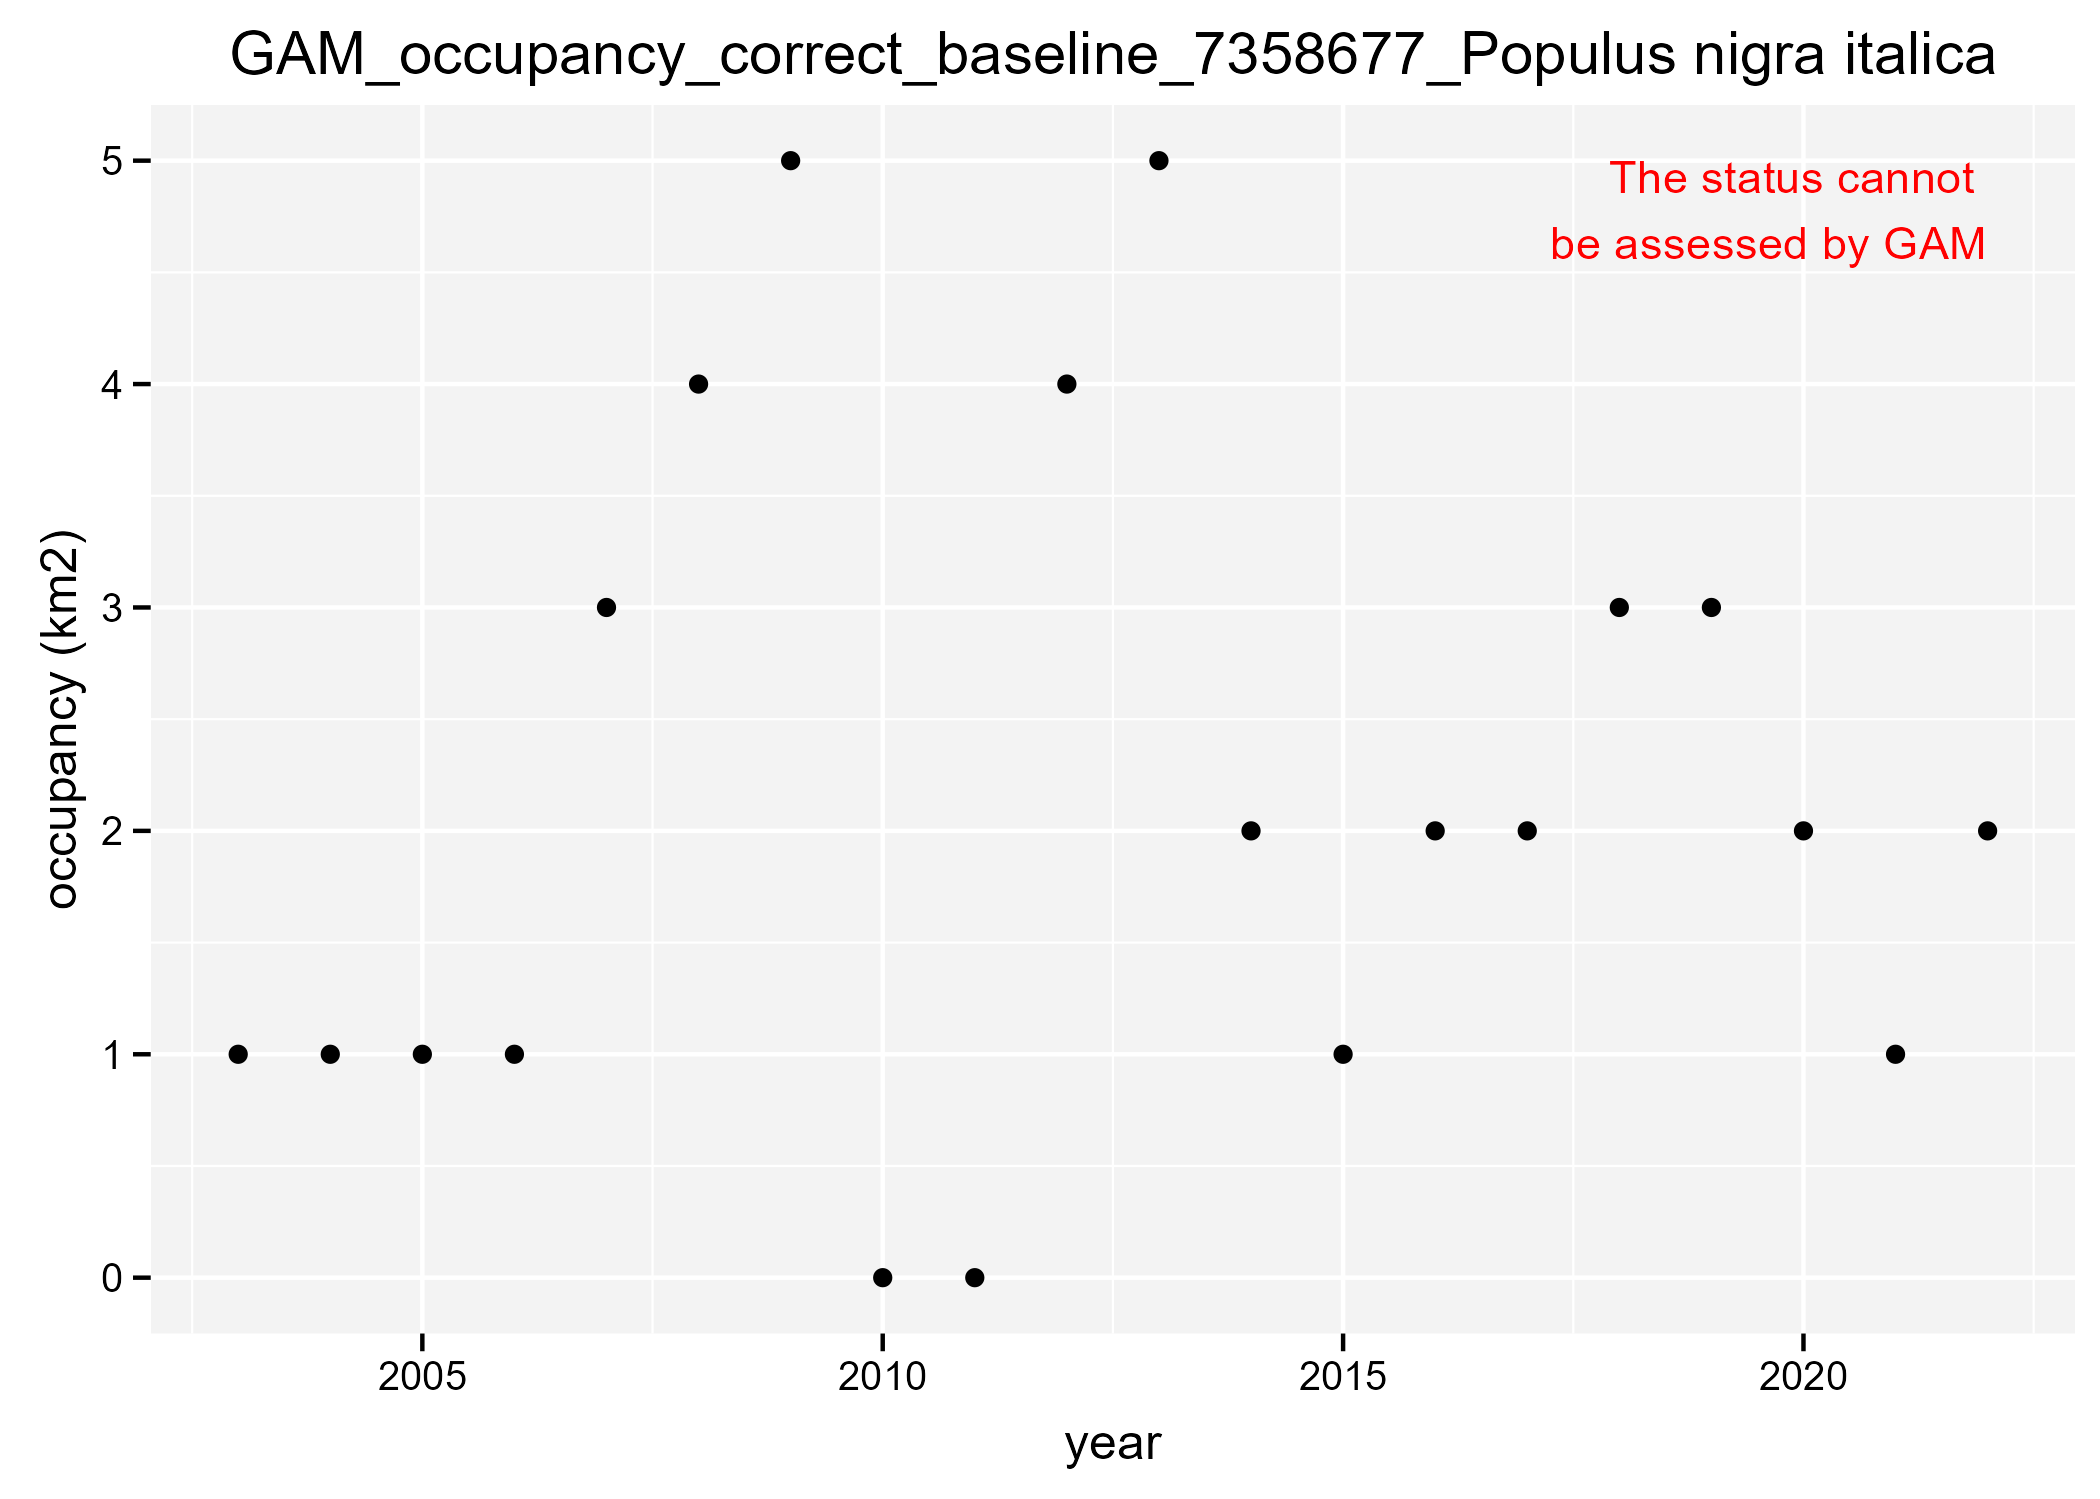 GAM_occupancy_correct_baseline_7358677_Populus nigra italica
The status cannot
be assessed by GAM
occupancy (km2)
5
4
3
2
1
0
2005
2010
2015
2020
year